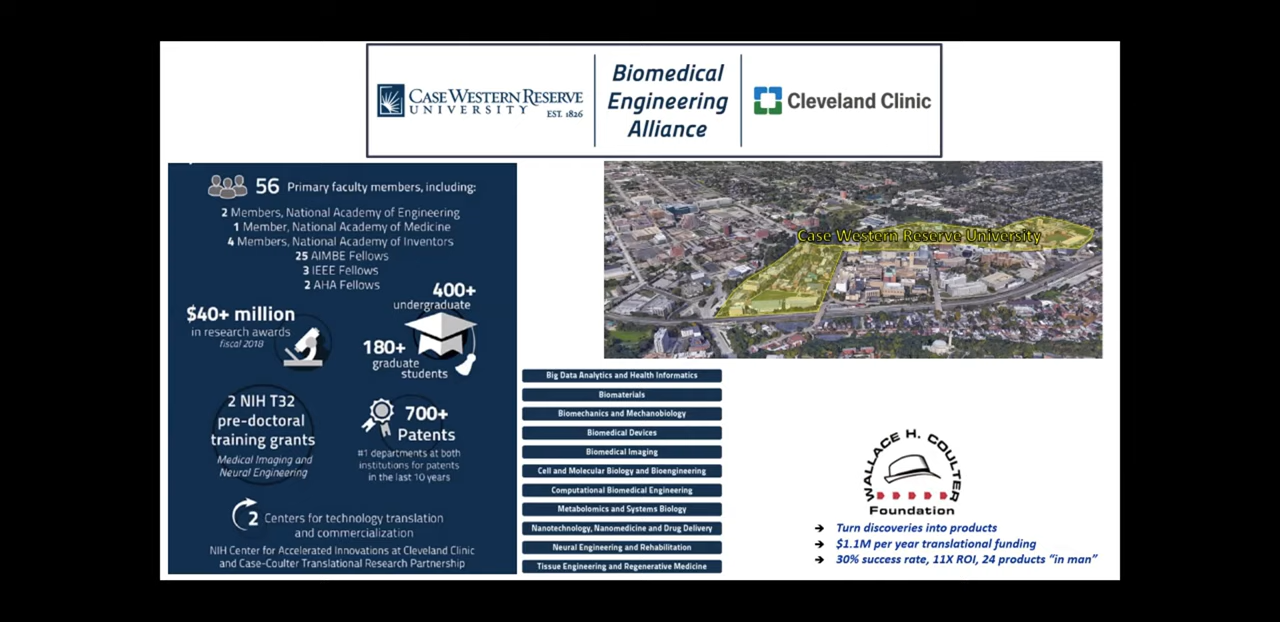 CASE WESTERN RESERVE
UNIVERSITY EST. 1826
Biomedical
Engineering
Alliance
Cleveland Clinic
56 Primary faculty members, including:
2 Members, National Academy of Engineering
1 Member, National Academy of Medicine
4 Members, National Academy of Inventors
25 AIMBE Fellows
3 IEEE Fellows
2 AHA Fellows
$40+ million
in research awards
fiscal 2018
400+
undergraduate
180+
graduate
students
2 NIH T32
pre-doctoral
training grants
Medical Imaging and
Neural Engineering
700+
Patents
#1 departments at both
institutions for patents
in the last 10 years
2 Centers for technology translation
and commercialization
NIH Center for Accelerated Innovations at Cleveland Clinic
and Case-Coulter Translational Research Partnership
Case Western Reserve University
Big Data Analytics and Health Informatics
Biomaterials
Biomechanics and Mechanobiology
Biomedical Devices
Biomedical Imaging
Cell and Molecular Biology and Bioengineering
Computational Biomedical Engineering
Metabolomics and Systems Biology
Nanotechnology, Nanomedicine and Drug Delivery
Neural Engineering and Rehabilitation
Tissue Engineering and Regenerative Medicine
WALLACE H. COULTER
Foundation
→ Turn discoveries into products
→ $1.1M per year translational funding
→ 30% success rate, 11X ROI, 24 products “in man”